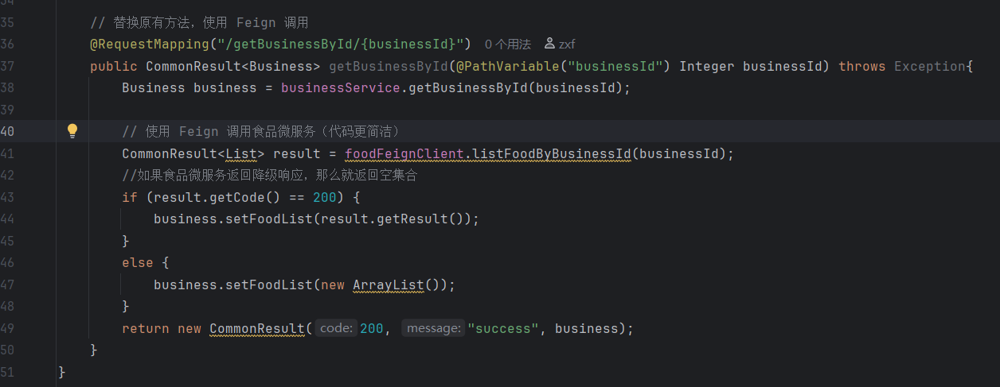 34
35 // 替换原有方法，使用 Feign 调用
36 @RequestMapping("/getBusinessById/{businessId}") 0 个用法 zxf
37 public CommonResult<Business> getBusinessById(@PathVariable("businessId") Integer businessId) throws Exception{
38 Business business = businessService.getBusinessById(businessId);
39
40 // 使用 Feign 调用食品微服务（代码更简洁）
41 CommonResult<List> result = foodFeignClient.listFoodByBusinessId(businessId);
42 //如果食品微服务返回降级响应，那么就返回空集合
43 if (result.getCode() == 200) {
44 business.setFoodList(result.getResult());
45 }
46 else {
47 business.setFoodList(new ArrayList());
48 }
49 return new CommonResult( code: 200, message: "success", business);
50 }
51 }